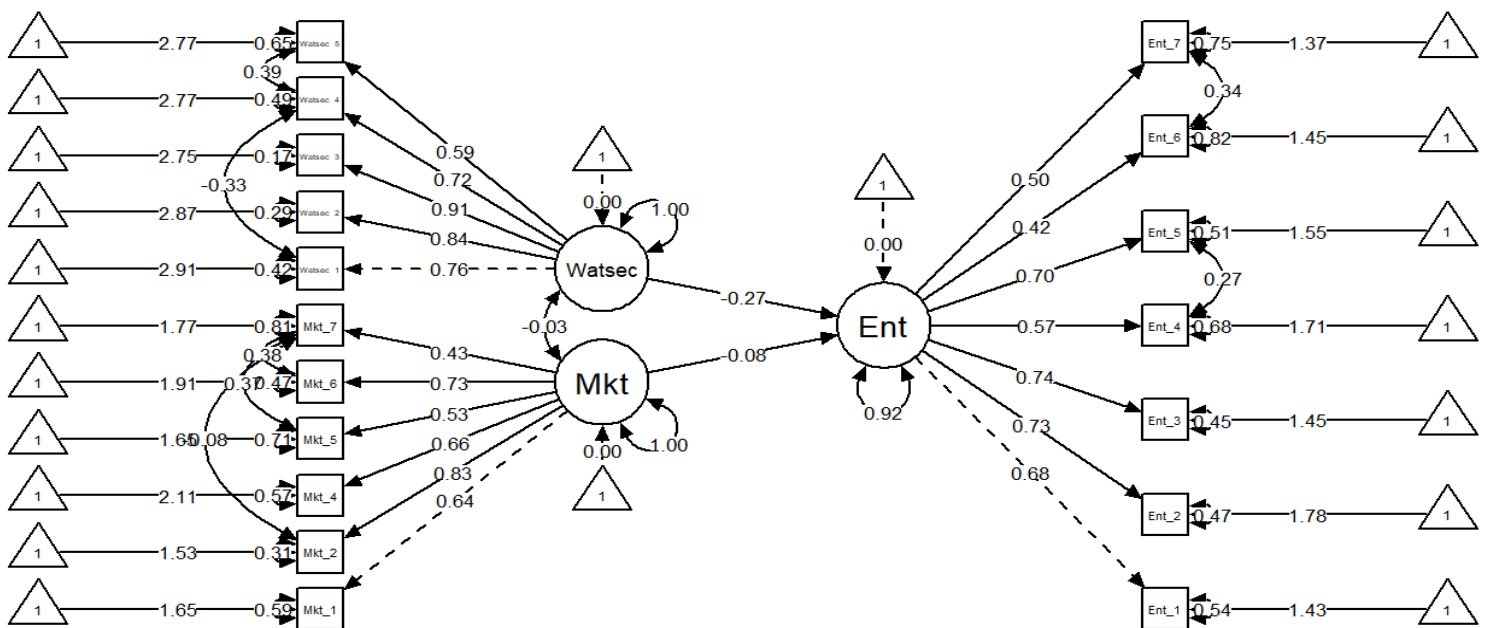 1 2.77 0.65 Watsec 5
0.39
1 2.77 0.49 Watsec 4
1 2.75 0.17 Watsec 3
-0.33
1 2.87 0.29 Watsec 2
1 2.91 0.42 Watsec 1
1 1.77 0.81 Mkt_7
0.38
1 1.91 0.37 0.47 Mkt_6
1 1.65 -0.08 0.71 Mkt_5
1 2.11 0.57 Mkt_4
1 1.53 0.31 Mkt_2
1 1.65 0.59 Mkt_1
0.59
0.72
0.91
0.84
0.76
0.43
0.73
0.53
0.66
0.83
0.64
1
0.00
1.00
Watsec
-0.03
Mkt
1.00
0.00
1
-0.27
-0.08
1
0.00
Ent
0.92
0.50
0.42
0.70
0.57
0.74
0.73
0.68
Ent_7 0.75 1.37 1
0.34
Ent_6 0.82 1.45 1
Ent_5 0.51 1.55 1
0.27
Ent_4 0.68 1.71 1
Ent_3 0.45 1.45 1
Ent_2 0.47 1.78 1
Ent_1 0.54 1.43 1